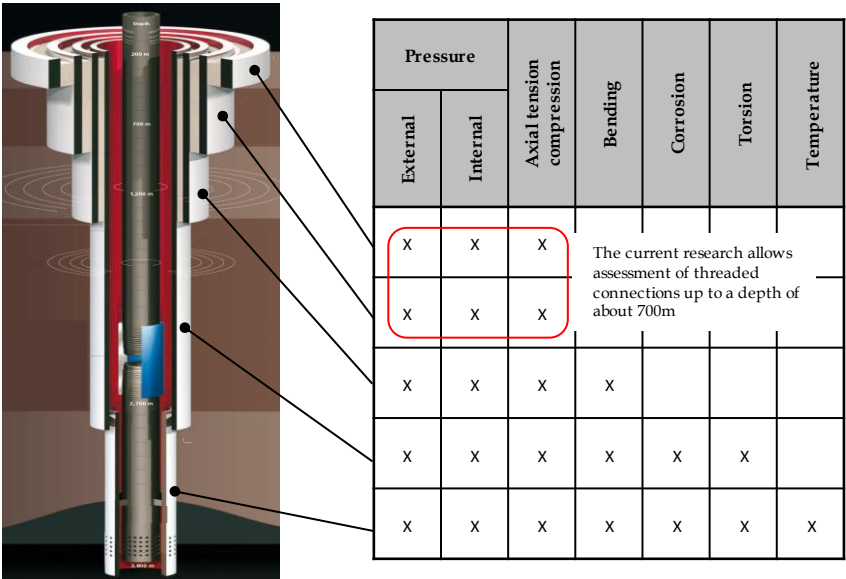 Depth
200 m
700 m
1,200 m
2,700 m
3,800 m
Pressure
External
Internal
Axial tension
compression
Bending
Corrosion
Torsion
Temperature
X X X
The current research allows
assessment of threaded
connections up to a depth of
about 700m
X X X
X X X X
X X X X X X
X X X X X X X